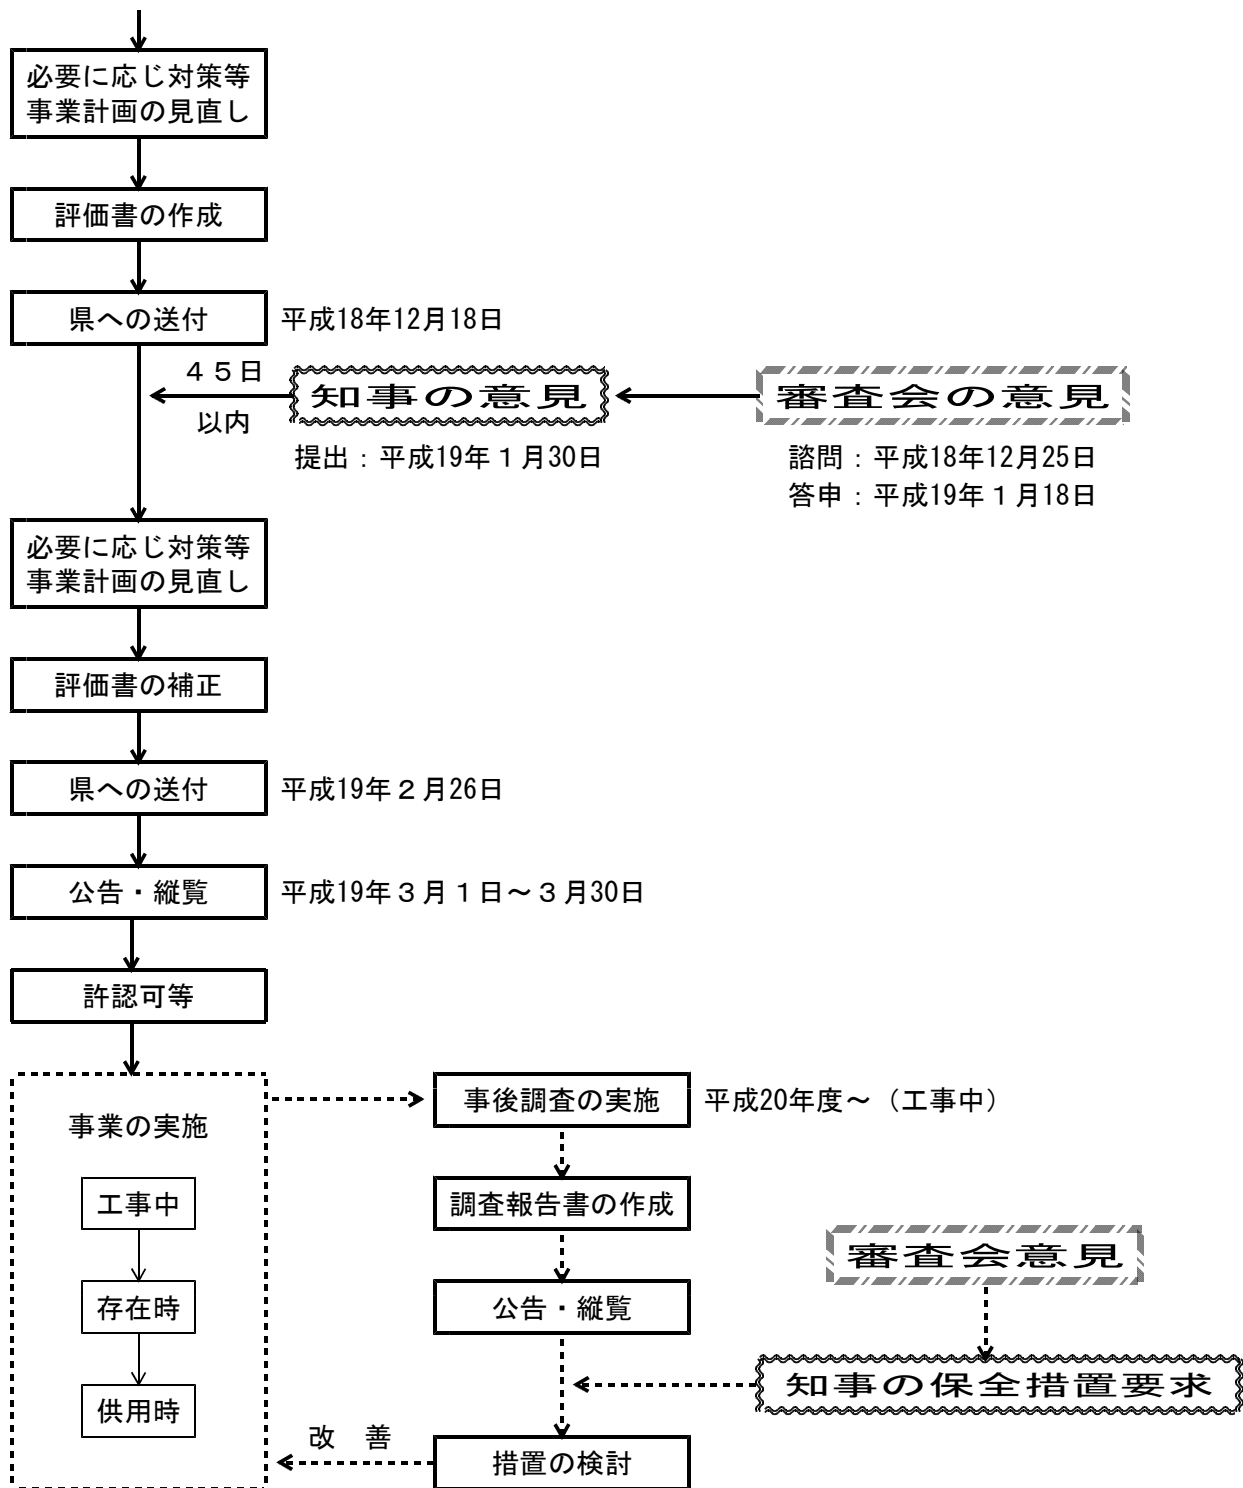 必要に応じ対策等
事業計画の見直し
評価書の作成
県への送付
平成18年12月18日
４５日
以内
知事の意見
審査会の意見
提出：平成19年１月30日
諮問：平成18年12月25日
答申：平成19年１月18日
必要に応じ対策等
事業計画の見直し
評価書の補正
県への送付
平成19年２月26日
公告・縦覧
平成19年３月１日～３月30日
許認可等
事業の実施
工事中
存在時
供用時
事後調査の実施
平成20年度～（工事中）
調査報告書の作成
公告・縦覧
審査会意見
知事の保全措置要求
改　善
措置の検討